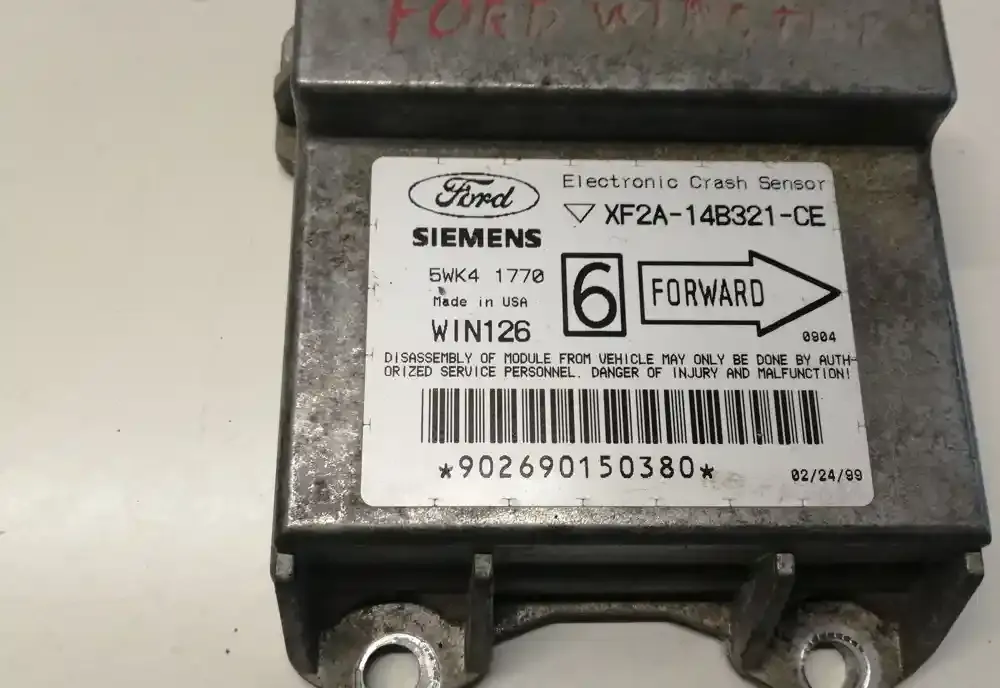 FORD
Ford
Electronic Crash Sensor
XF2A-14B321-CE
SIEMENS
5WK4 1770
Made in USA
WIN126
6
FORWARD
0904
DISASSEMBLY OF MODULE FROM VEHICLE MAY ONLY BE DONE BY AUTH-
ORIZED SERVICE PERSONNEL. DANGER OF INJURY AND MALFUNCTION!
*902690150380*
02/24/99